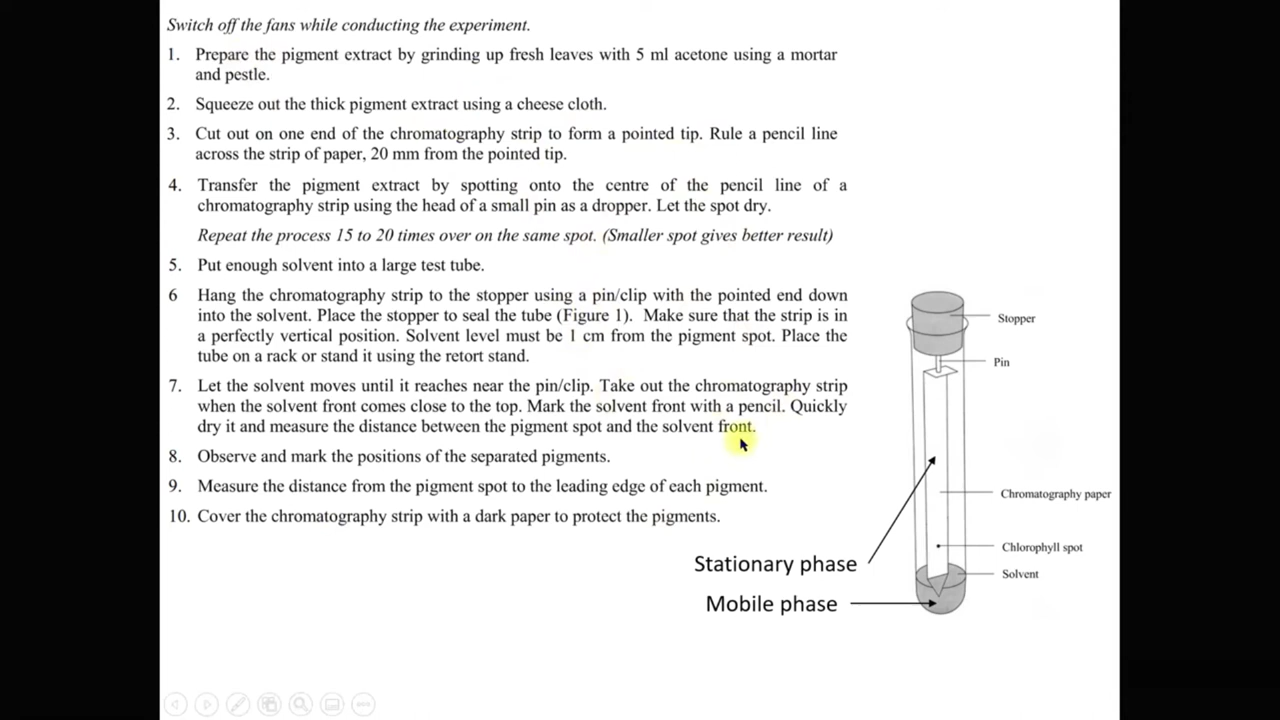 Switch off the fans while conducting the experiment.
1. Prepare the pigment extract by grinding up fresh leaves with 5 ml acetone using a mortar
and pestle.
2. Squeeze out the thick pigment extract using a cheese cloth.
3. Cut out on one end of the chromatography strip to form a pointed tip. Rule a pencil line
across the strip of paper, 20 mm from the pointed tip.
4. Transfer the pigment extract by spotting onto the centre of the pencil line of a
chromatography strip using the head of a small pin as a dropper. Let the spot dry.
Repeat the process 15 to 20 times over on the same spot. (Smaller spot gives better result)
5. Put enough solvent into a large test tube.
6 Hang the chromatography strip to the stopper using a pin/clip with the pointed end down
into the solvent. Place the stopper to seal the tube (Figure 1). Make sure that the strip is in
a perfectly vertical position. Solvent level must be 1 cm from the pigment spot. Place the
tube on a rack or stand it using the retort stand.
7. Let the solvent moves until it reaches near the pin/clip. Take out the chromatography strip
when the solvent front comes close to the top. Mark the solvent front with a pencil. Quickly
dry it and measure the distance between the pigment spot and the solvent front.
8. Observe and mark the positions of the separated pigments.
9. Measure the distance from the pigment spot to the leading edge of each pigment.
10. Cover the chromatography strip with a dark paper to protect the pigments.
Stopper
Pin
Chromatography paper
Chlorophyll spot
Solvent
Stationary phase
Mobile phase